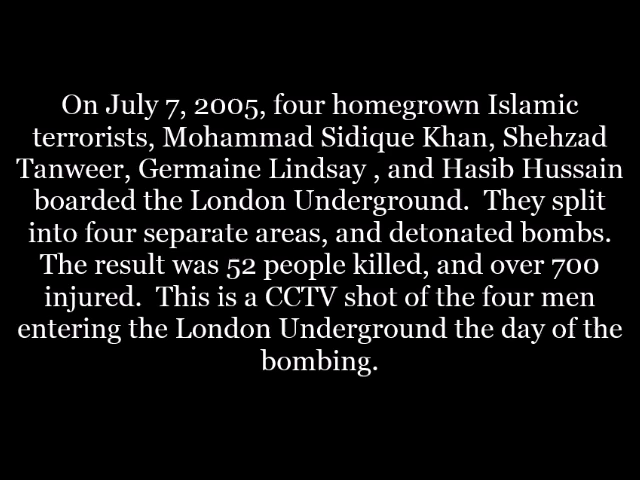 On July 7, 2005, four homegrown Islamic
terrorists, Mohammad Sidique Khan, Shehzad
Tanweer, Germaine Lindsay , and Hasib Hussain
boarded the London Underground.  They split
into four separate areas, and detonated bombs.
The result was 52 people killed, and over 700
injured.  This is a CCTV shot of the four men
entering the London Underground the day of the
bombing.